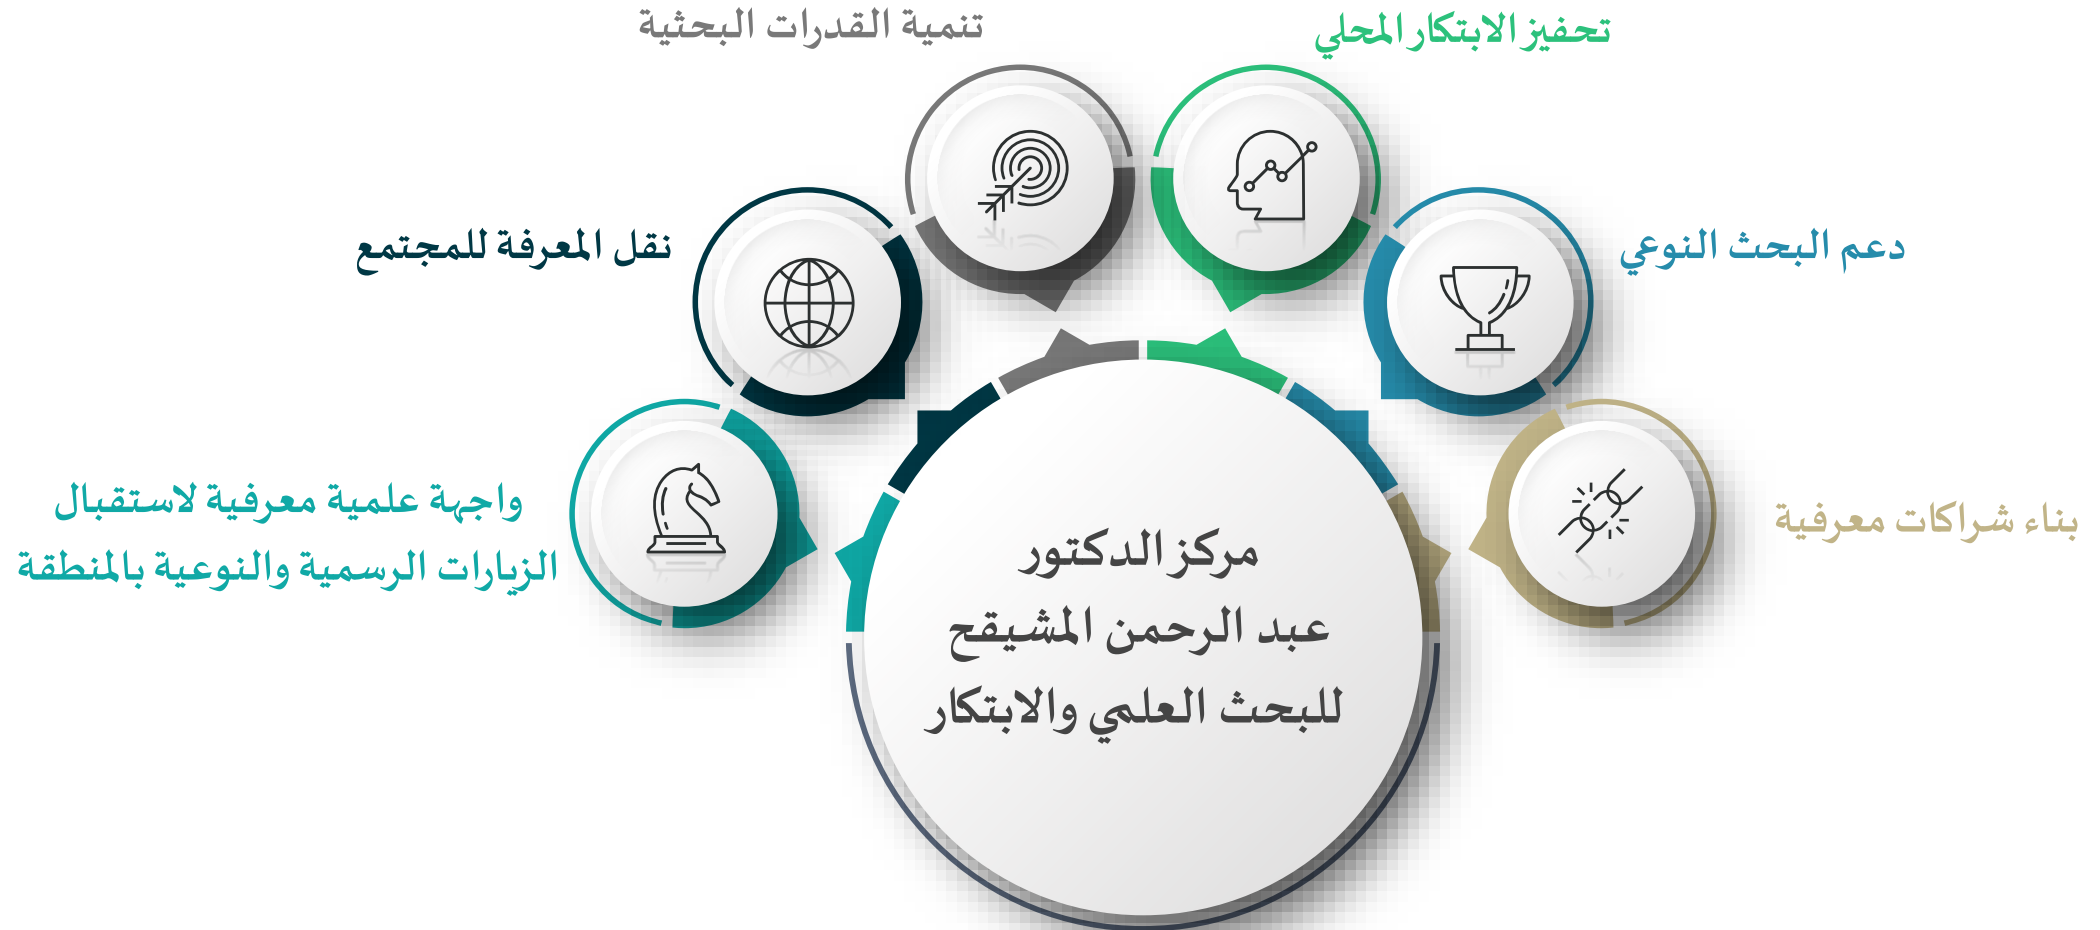 تحفيز الابتكار المحلي
تنمية القدرات البحثية
دعم البحث النوعي
نقل المعرفة للمجتمع
بناء شراكات معرفية
واجهة علمية معرفية لاستقبال
الزيارات الرسمية والنوعية بالمنطقة
مركز الدكتور
عبد الرحمن المشيقح
للبحث العلمي والابتكار